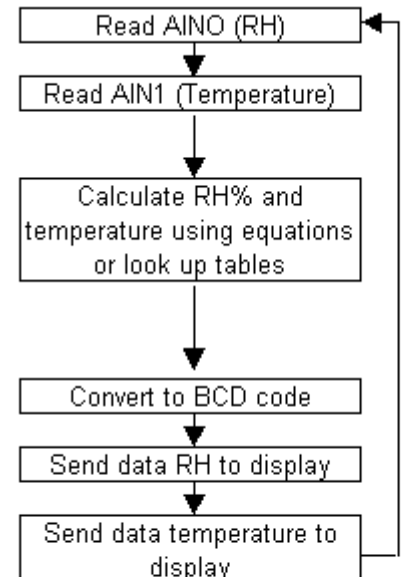 Read AINO (RH)
Read AIN1 (Temperature)
Calculate RH% and
temperature using equations
or look up tables
Convert to BCD code
Send data RH to display
Send data temperature to
display